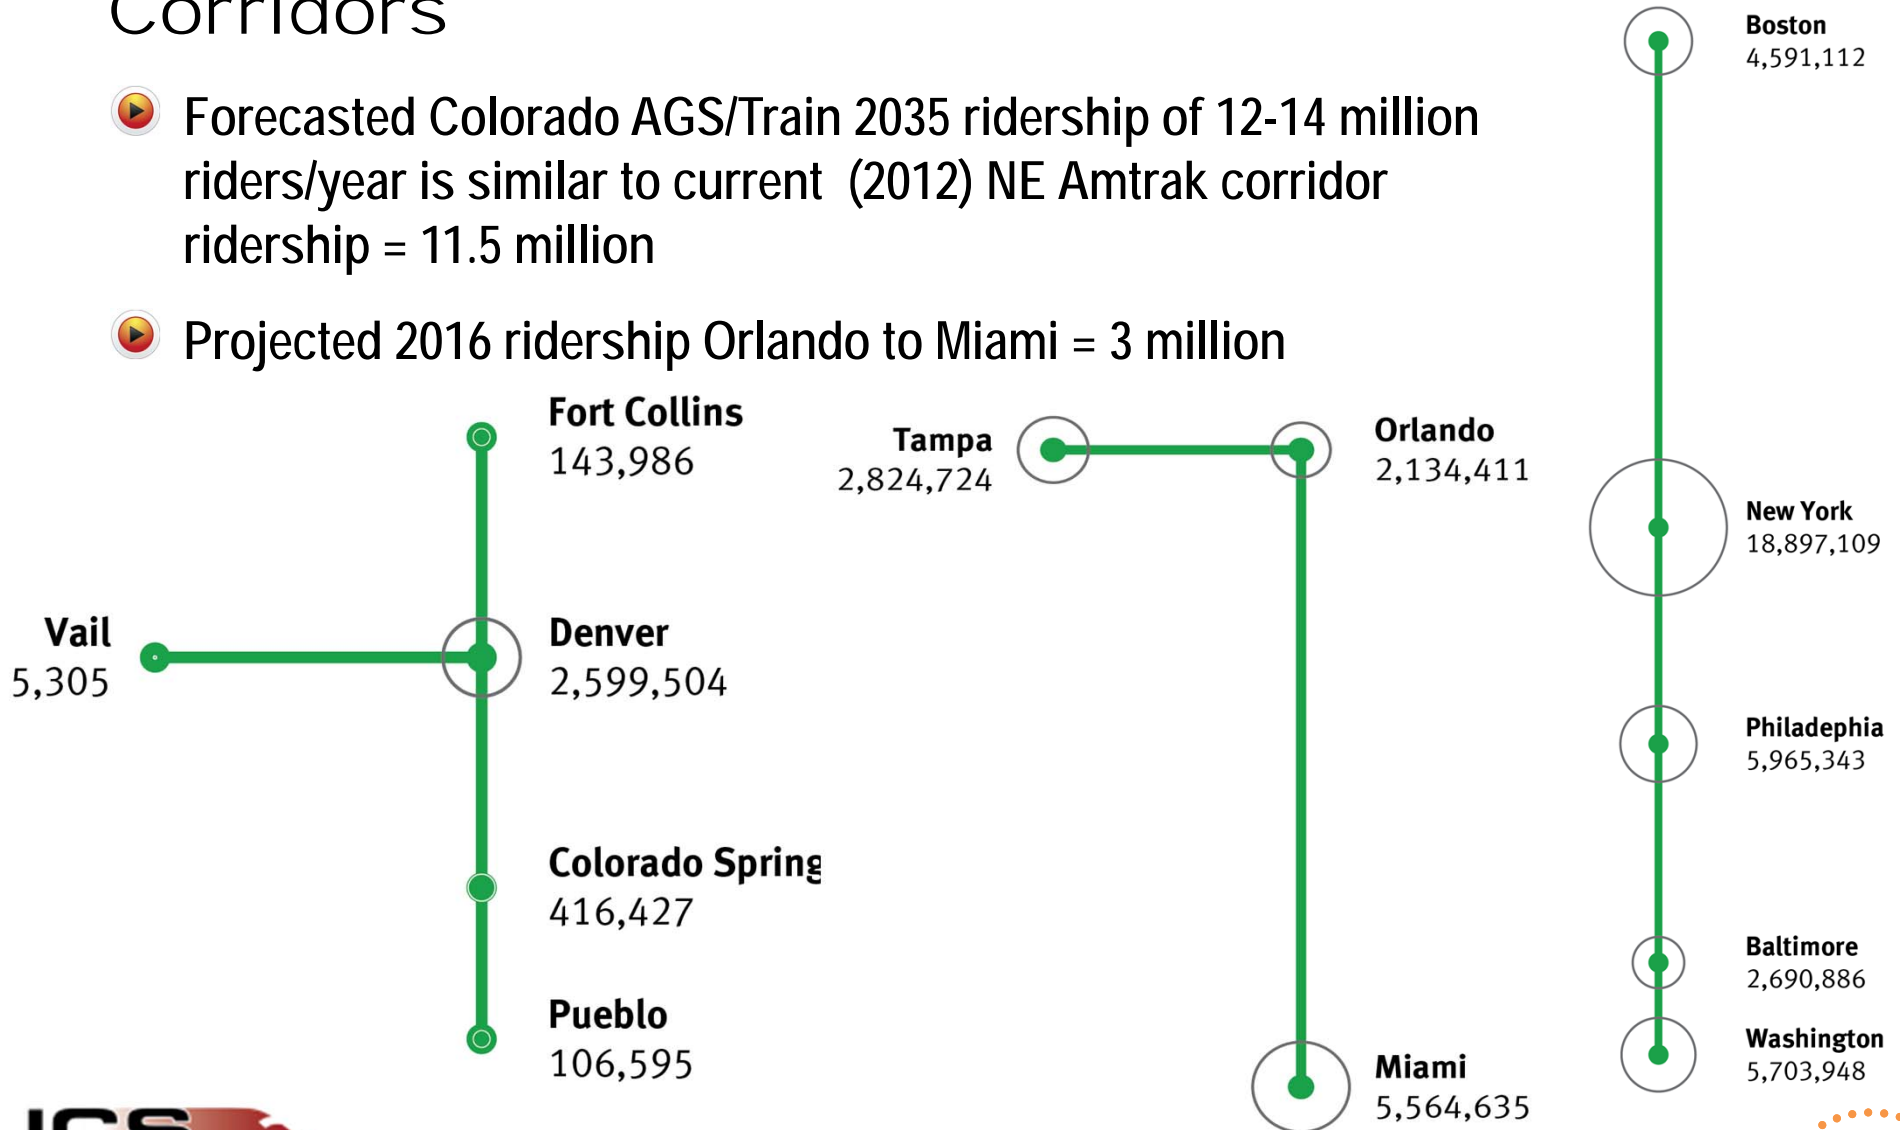 Corridors
Forecasted Colorado AGS/Train 2035 ridership of 12-14 million
riders/year is similar to current (2012) NE Amtrak corridor
ridership = 11.5 million
Projected 2016 ridership Orlando to Miami = 3 million
Fort Collins
143,986
Vail
5,305
Denver
2,599,504
Colorado Spring
416,427
Pueblo
106,595
Tampa
2,824,724
Orlando
2,134,411
Miami
5,564,635
Boston
4,591,112
New York
18,897,109
Philadephia
5,965,343
Baltimore
2,690,886
Washington
5,703,948
ICS